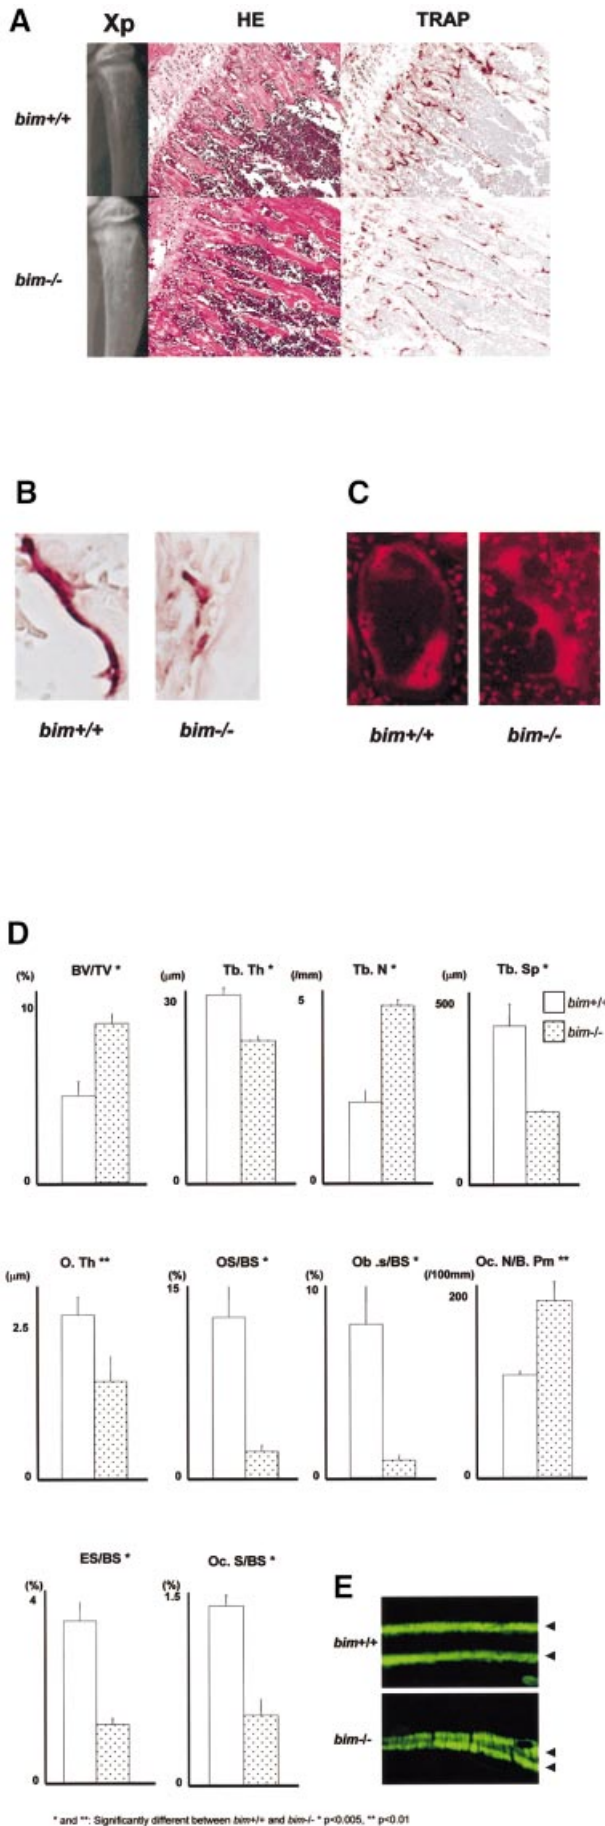 A
Xp HE TRAP
bim+/+
bim-/-
B C
bim+/+ bim-/- bim+/+ bim-/-
D
BV/TV * Tb. Th * Tb. N * Tb. Sp *
(%) (μm) (/mm) (μm)
10 30 5 500
bim+/+
bim-/-
0 0 0 0
O. Th ** OS/BS * Ob .s/BS * Oc. N/B. Pm **
(μm) (%) (%) (/100mm)
2.5 15 10 200
0 0 0 0
ES/BS * Oc. S/BS * E
(%) (%)
4 1.5
bim+/+
bim-/-
0 0
* and **: Significantly different between bim+/+ and bim-/- * p<0.005, ** p<0.01